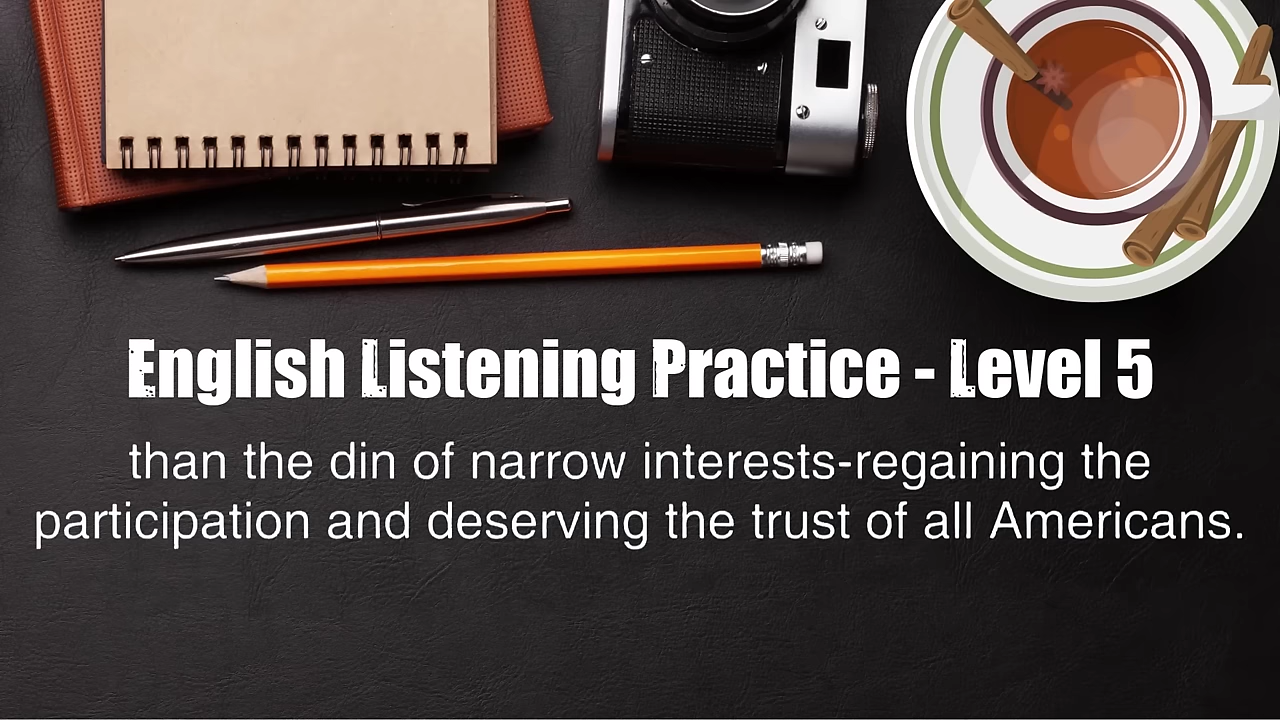 English Listening Practice - Level 5
than the din of narrow interests-regaining the
participation and deserving the trust of all Americans.